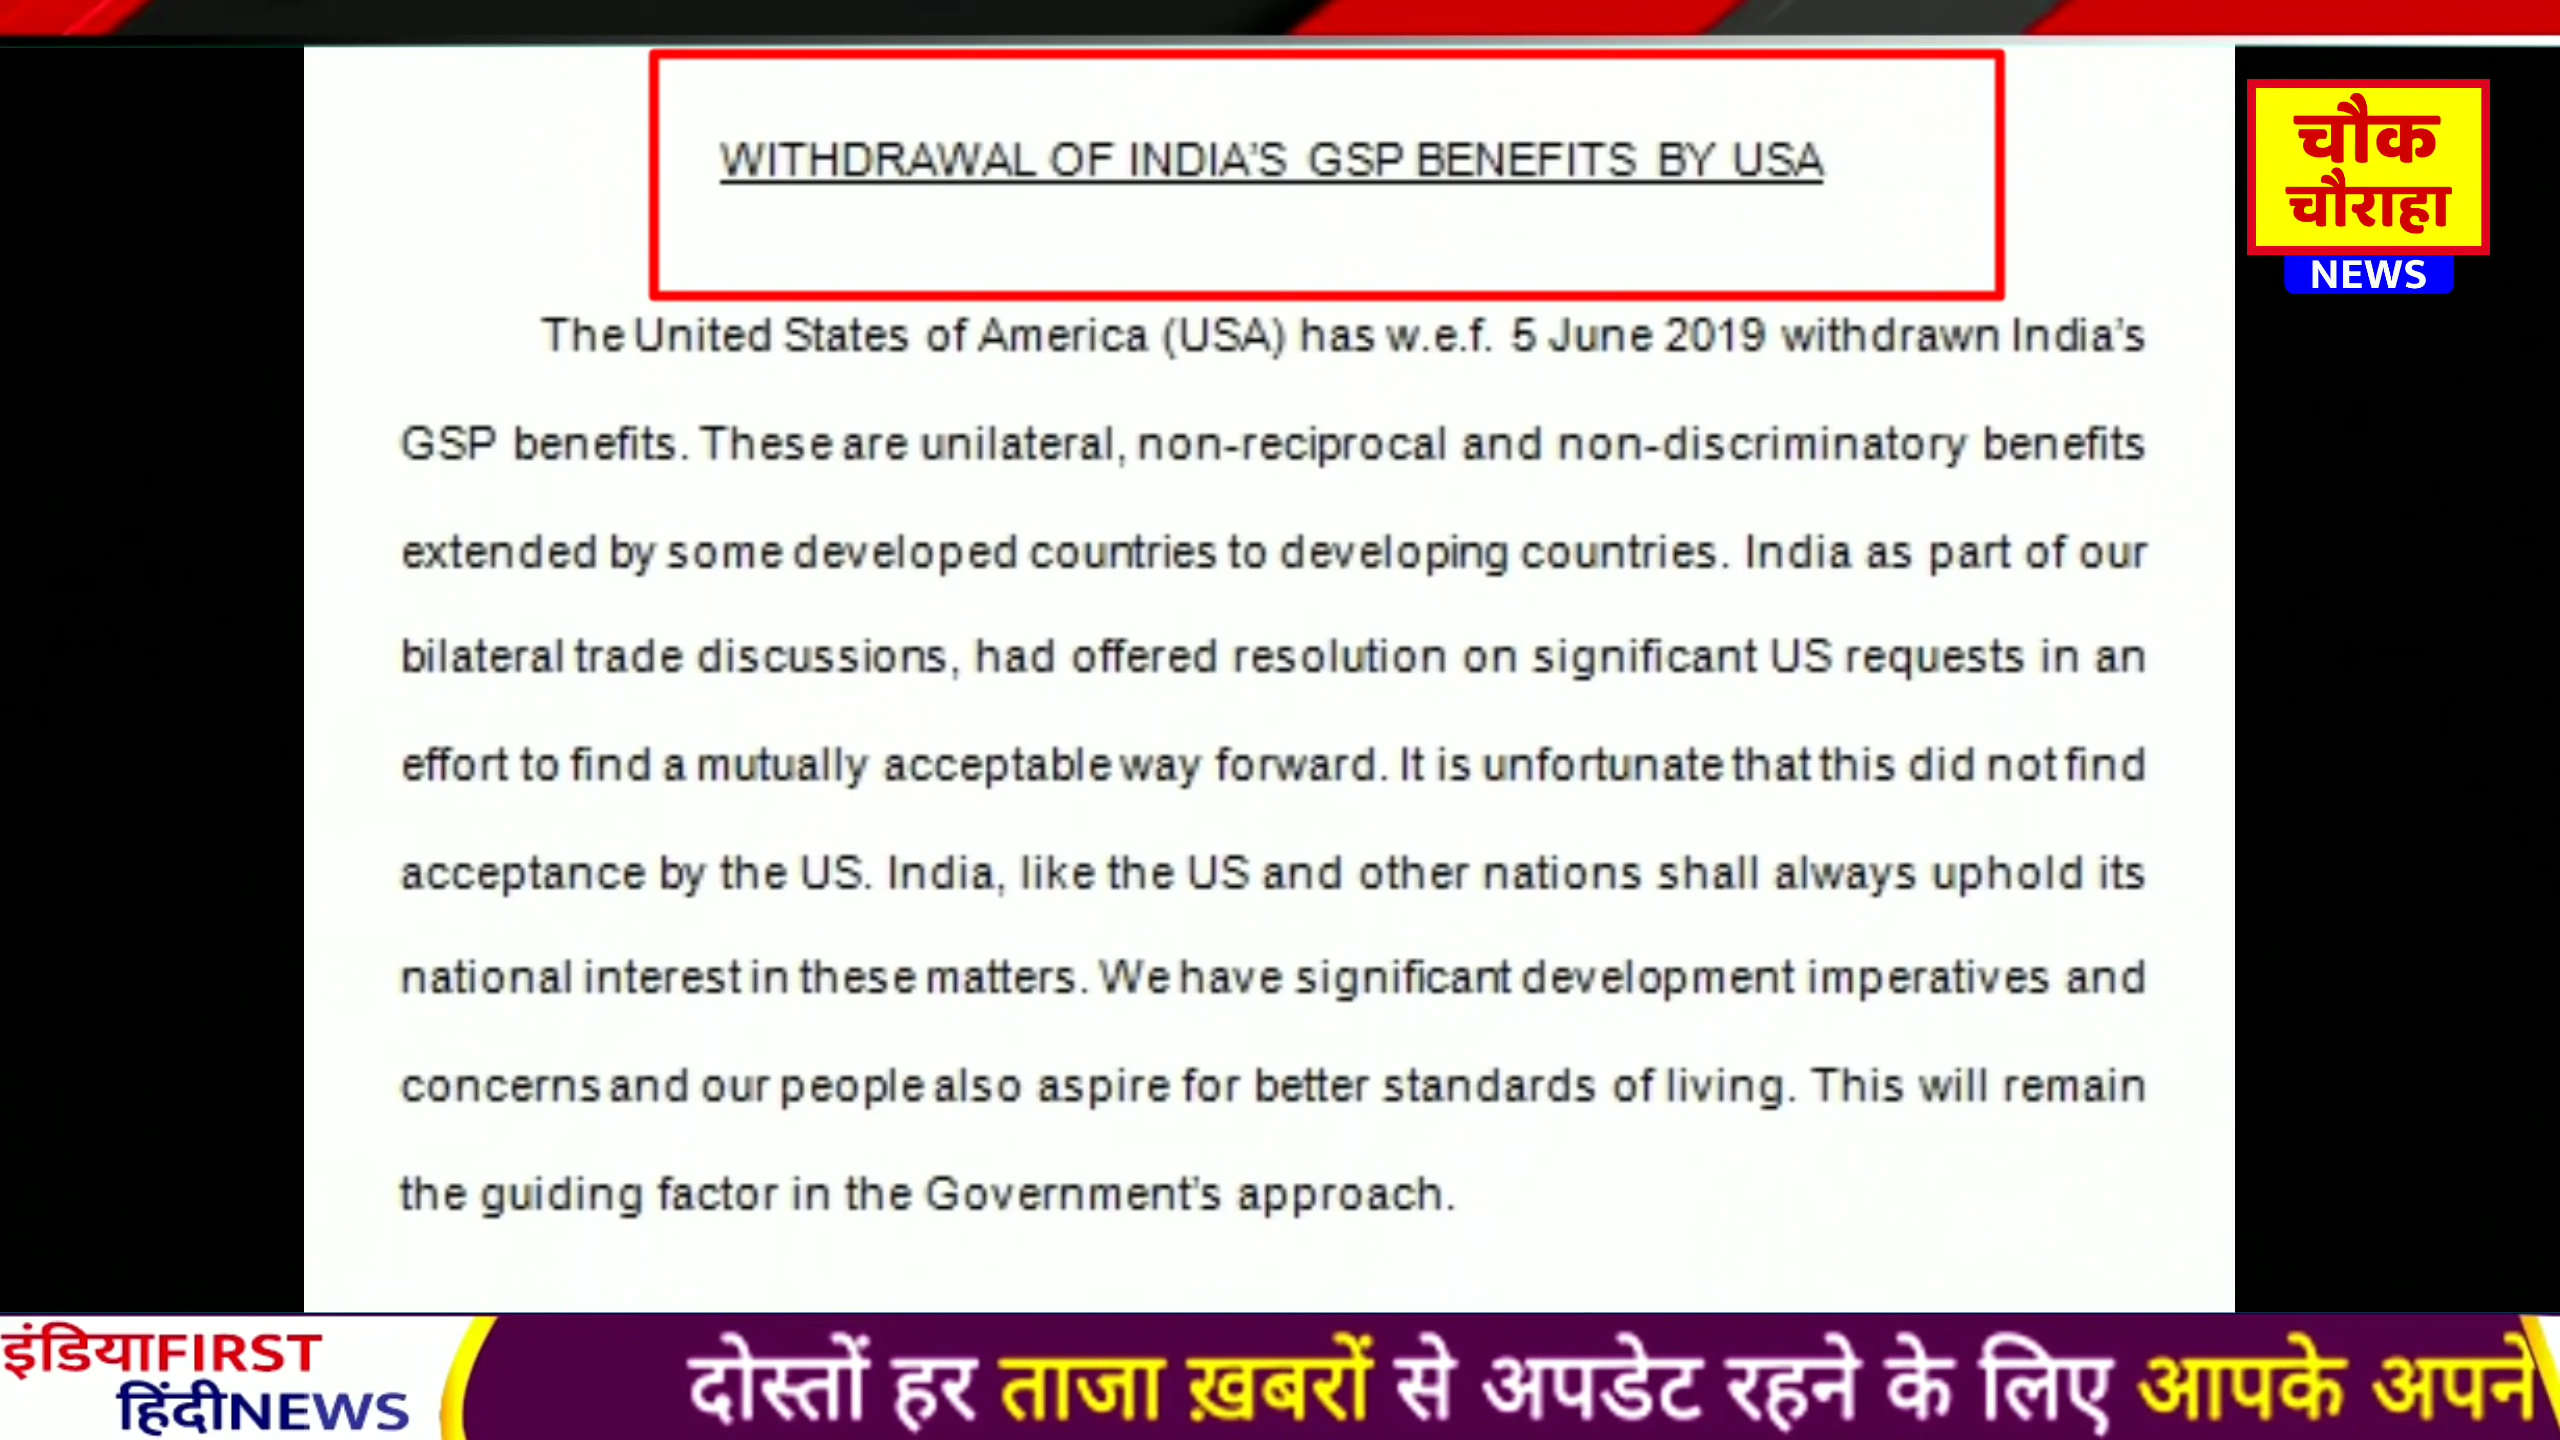 चौक
चौराहा
NEWS
WITHDRAWAL OF INDIA'S GSP BENEFITS BY USA
The United States of America (USA) has w.e.f. 5 June 2019 withdrawn India's
GSP benefits. These are unilateral, non-reciprocal and non-discriminatory benefits
extended by some developed countries to developing countries. India as part of our
bilateral trade discussions, had offered resolution on significant US requests in an
effort to find a mutually acceptable way forward. It is unfortunate that this did not find
acceptance by the US. India, like the US and other nations shall always uphold its
national interest in these matters. We have significant development imperatives and
concerns and our people also aspire for better standards of living. This will remain
the guiding factor in the Government's approach.
इंडियाFIRST
हिंदीNEWS
दोस्तों हर ताजा ख़बरों से अपडेट रहने के लिए आपके अपने